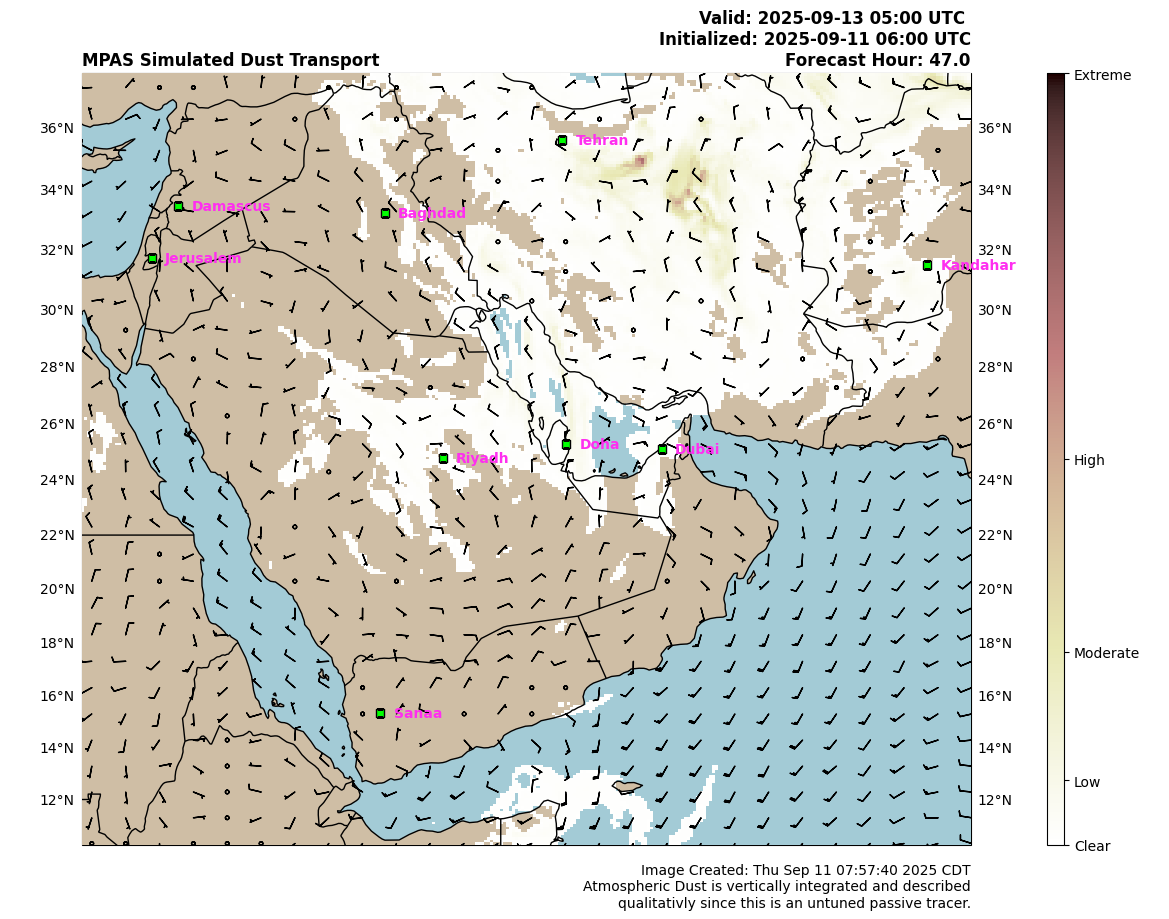 Valid: 2025-09-13 05:00 UTC
Initialized: 2025-09-11 06:00 UTC
MPAS Simulated Dust Transport
Forecast Hour: 47.0
Extreme
36°N
Tehran
36°N
34°N
Damascus
Baghdad
34°N
32°N
Jerusalem
32°N
Kandahar
30°N
30°N
28°N
28°N
26°N
Doha
Dubai
26°N
Riyadh
High
24°N
24°N
22°N
22°N
20°N
20°N
18°N
18°N
Moderate
16°N
Sanaa
16°N
14°N
14°N
Low
12°N
12°N
Clear
Image Created: Thu Sep 11 07:57:40 2025 CDT
Atmospheric Dust is vertically integrated and described
qualitativly since this is an untuned passive tracer.